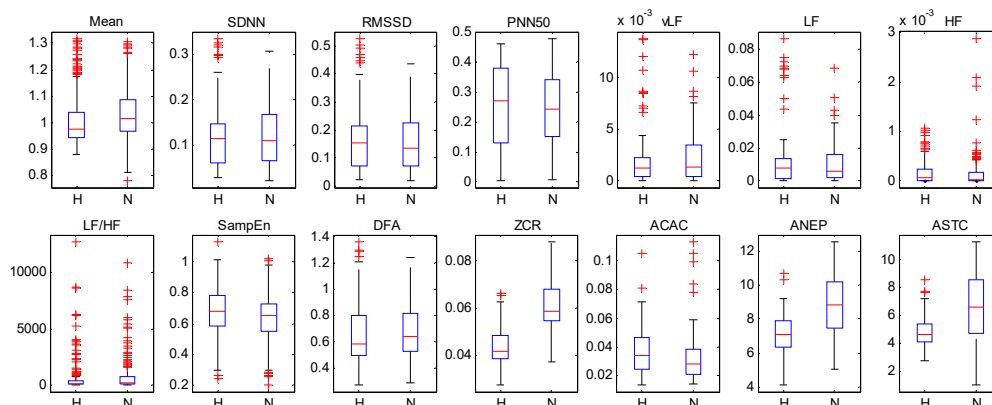 Mean
SDNN
RMSSD
PNN50
x 10⁻³ vLF
LF
x 10⁻³ HF
1.3
1.2
1.1
1
0.9
0.8
H N
0.3
0.2
0.1
H N
0.5
0.4
0.3
0.2
0.1
0
H N
0.5
0.4
0.3
0.2
0.1
0
H N
10
5
0
H N
0.08
0.06
0.04
0.02
0
H N
3
2
1
0
H N
LF/HF
SampEn
DFA
ZCR
ACAC
ANEP
ASTC
10000
5000
0
H N
1
0.8
0.6
0.4
0.2
H N
1.4
1.2
1
0.8
0.6
0.4
H N
0.08
0.06
0.04
H N
0.1
0.08
0.06
0.04
0.02
H N
12
10
8
6
4
H N
10
8
6
4
2
H N